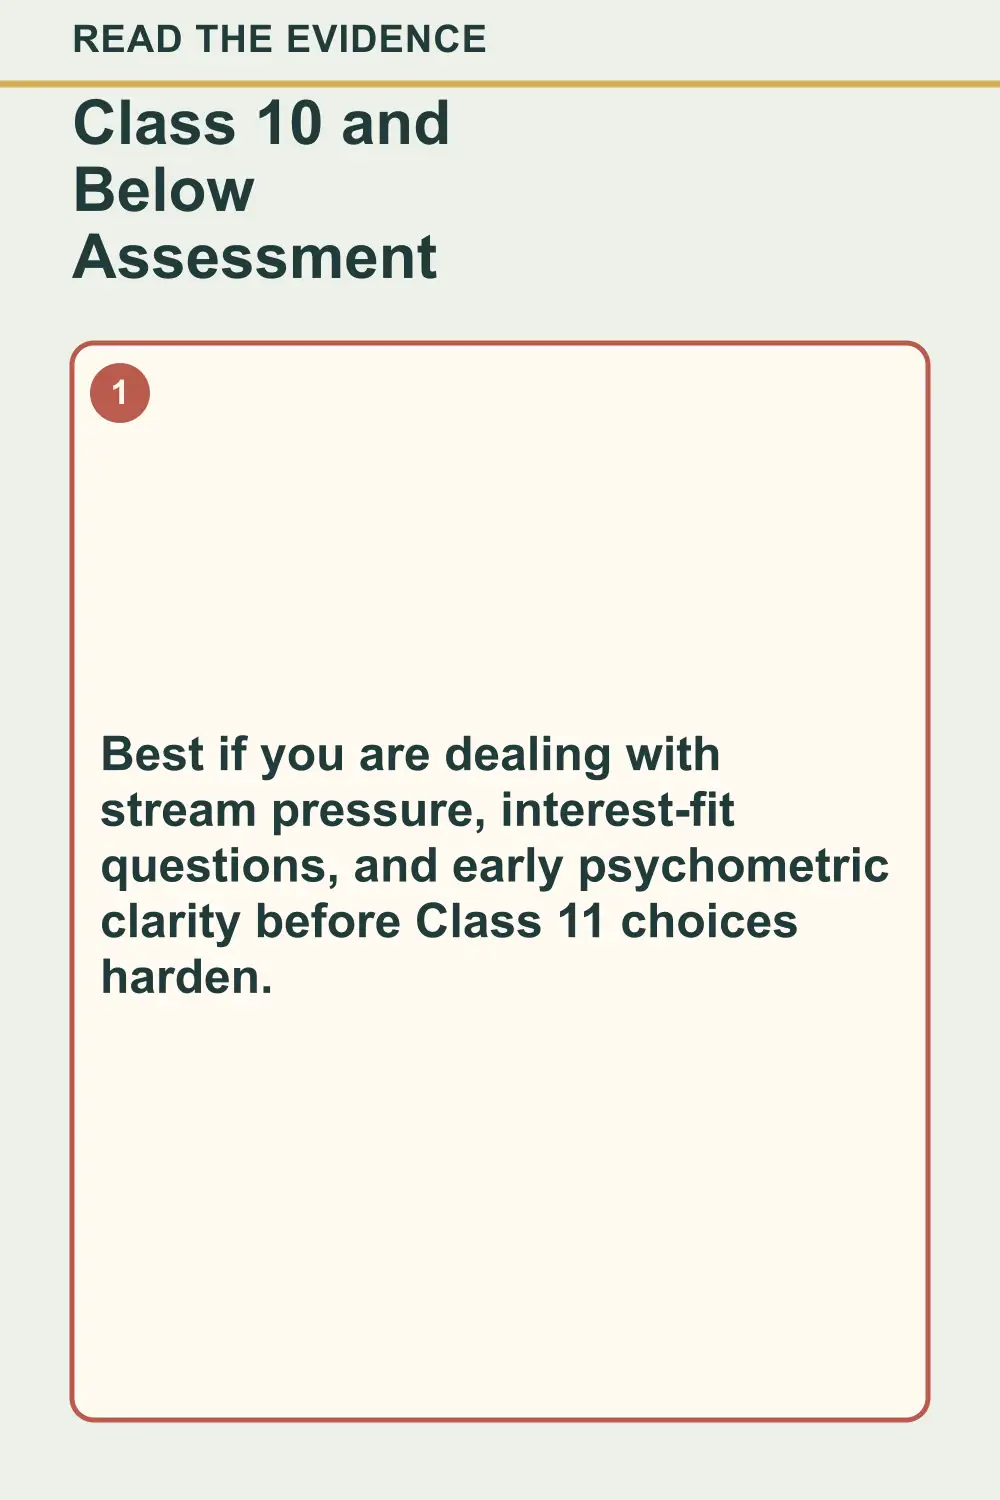 READ THE EVIDENCE
Class 10 and
Below
Assessment
1
Best if you are dealing with
stream pressure, interest-fit
questions, and early psychometric
clarity before Class 11 choices
harden.